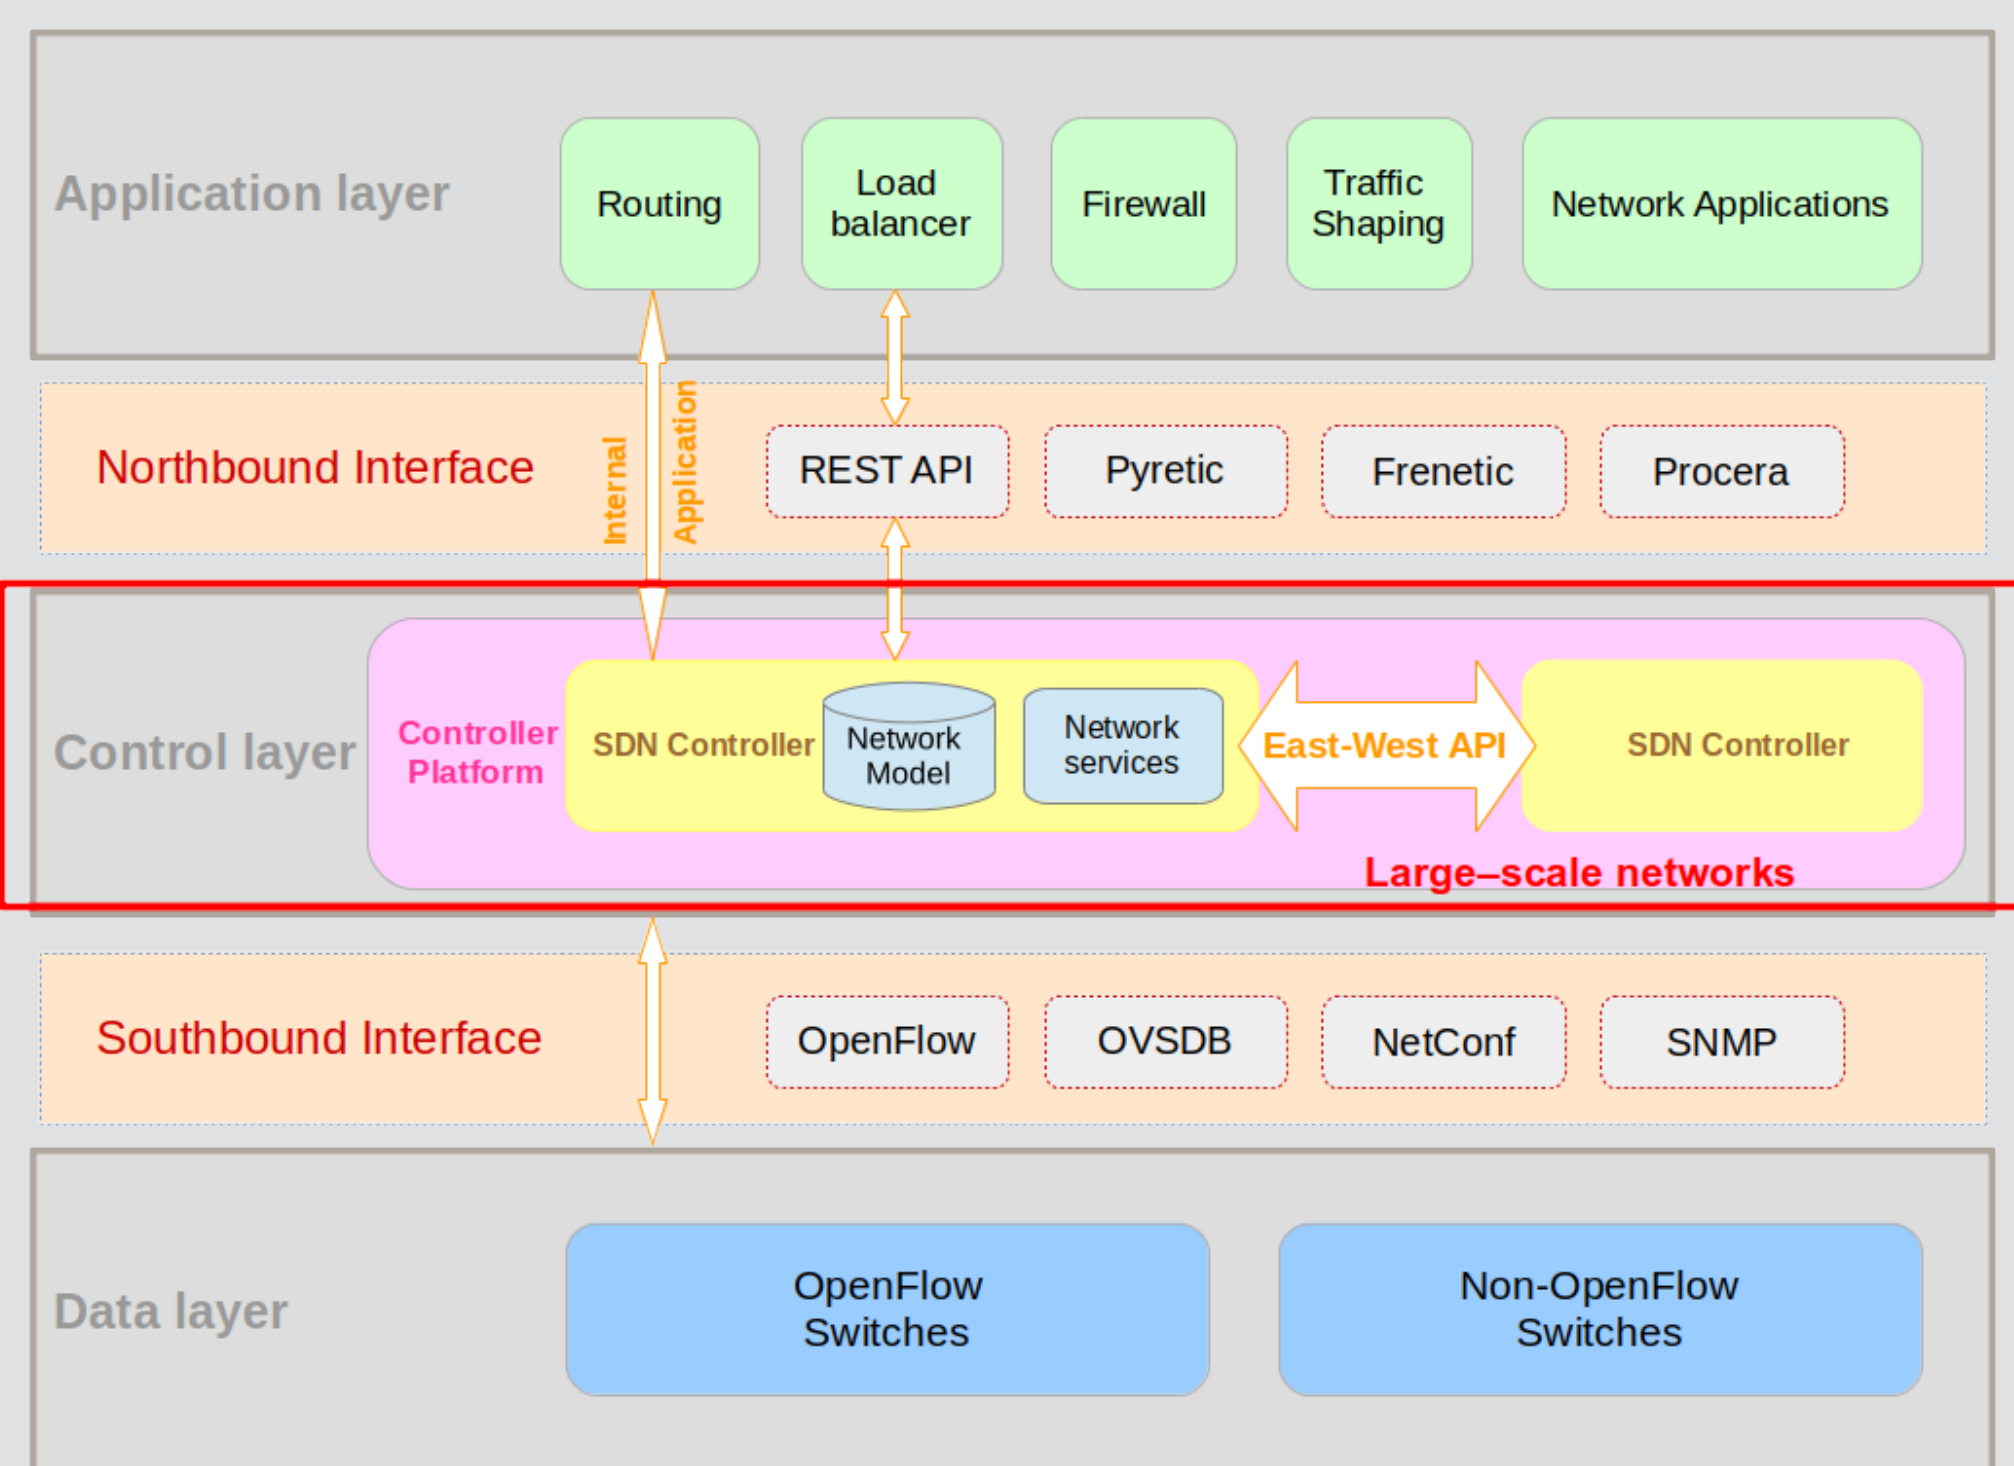 Application layer
Routing
Load
balancer
Firewall
Traffic
Shaping
Network Applications
Northbound Interface
Internal
Application
REST API
Pyretic
Frenetic
Procera
Control layer
Controller
Platform
SDN Controller
Network
Model
Network
services
East-West API
SDN Controller
Large–scale networks
Southbound Interface
OpenFlow
OVSDB
NetConf
SNMP
Data layer
OpenFlow
Switches
Non-OpenFlow
Switches